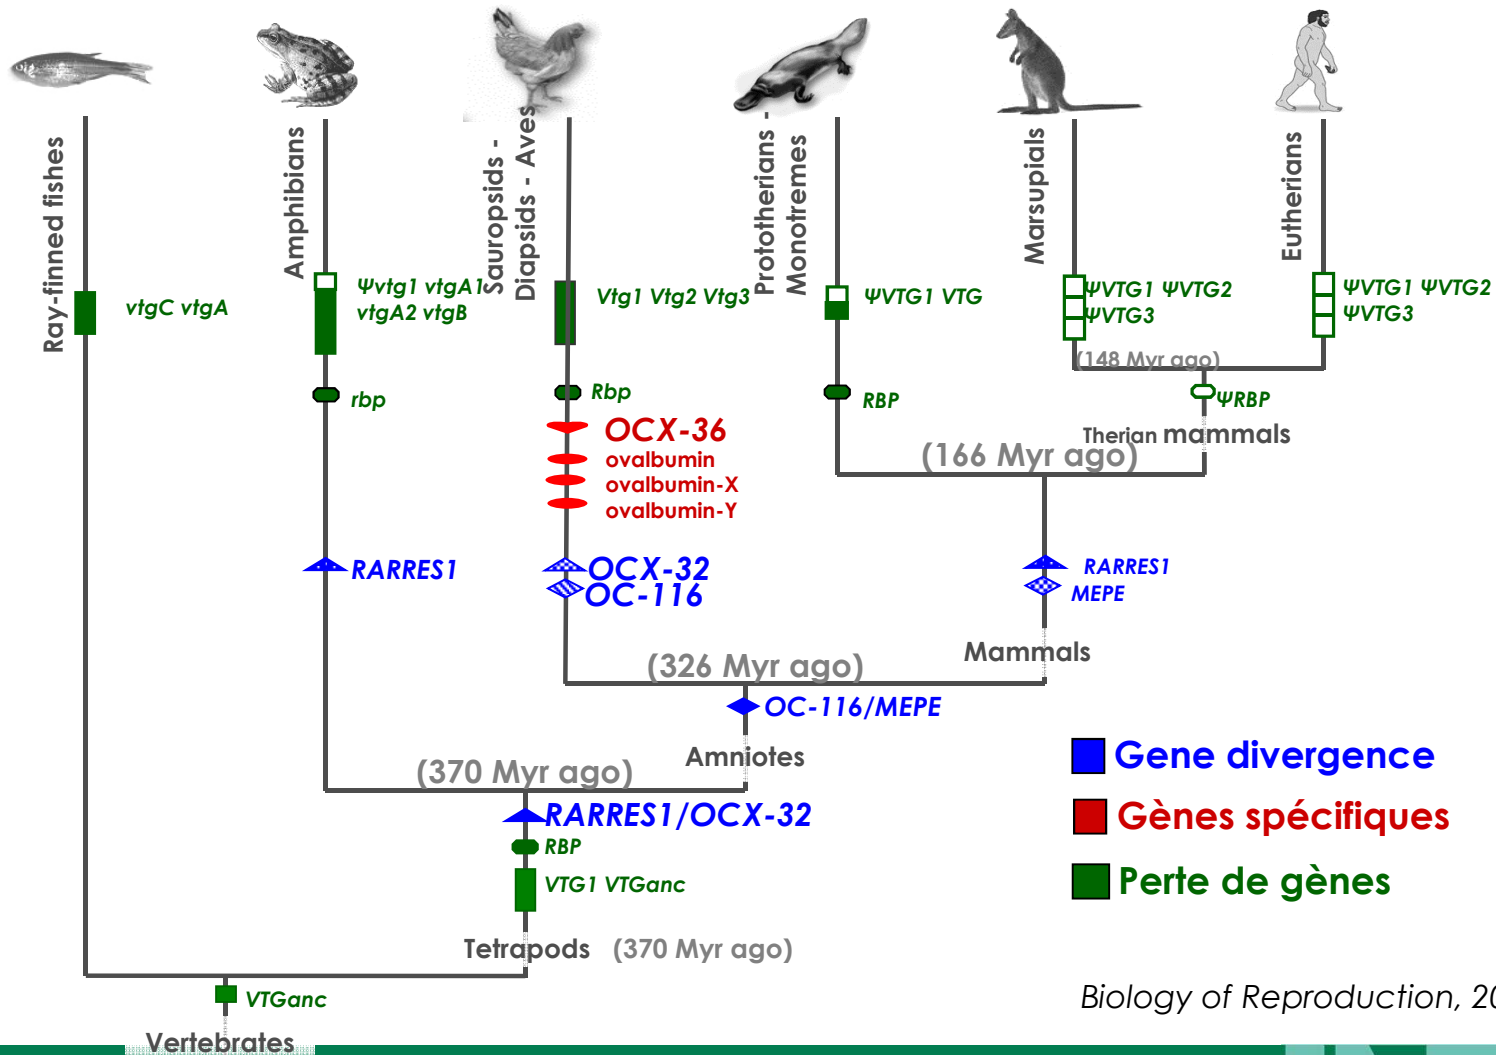 Ray-finned fishes
Amphibians
Sauropsids -
Diapsids - Aves
Prototherians -
Monotremes
Marsupials
Eutherians
vtgC vtgA
Ψvtg1 vtgA1
vtgA2 vtgB
Vtg1 Vtg2 Vtg3
ΨVTG1 VTG
ΨVTG1 ΨVTG2
ΨVTG3
ΨVTG1 ΨVTG2
ΨVTG3
(148 Myr ago)
rbp
Rbp
RBP
ΨRBP
OCX-36
ovalbumin
ovalbumin-X
ovalbumin-Y
Therian mammals
(166 Myr ago)
RARRES1
OCX-32
OC-116
RARRES1
MEPE
Mammals
(326 Myr ago)
OC-116/MEPE
Amniotes
(370 Myr ago)
RARRES1/OCX-32
RBP
VTG1 VTGanc
Tetrapods (370 Myr ago)
VTGanc
Vertebrates
Gene divergence
Gènes spécifiques
Perte de gènes
Biology of Reproduction, 20